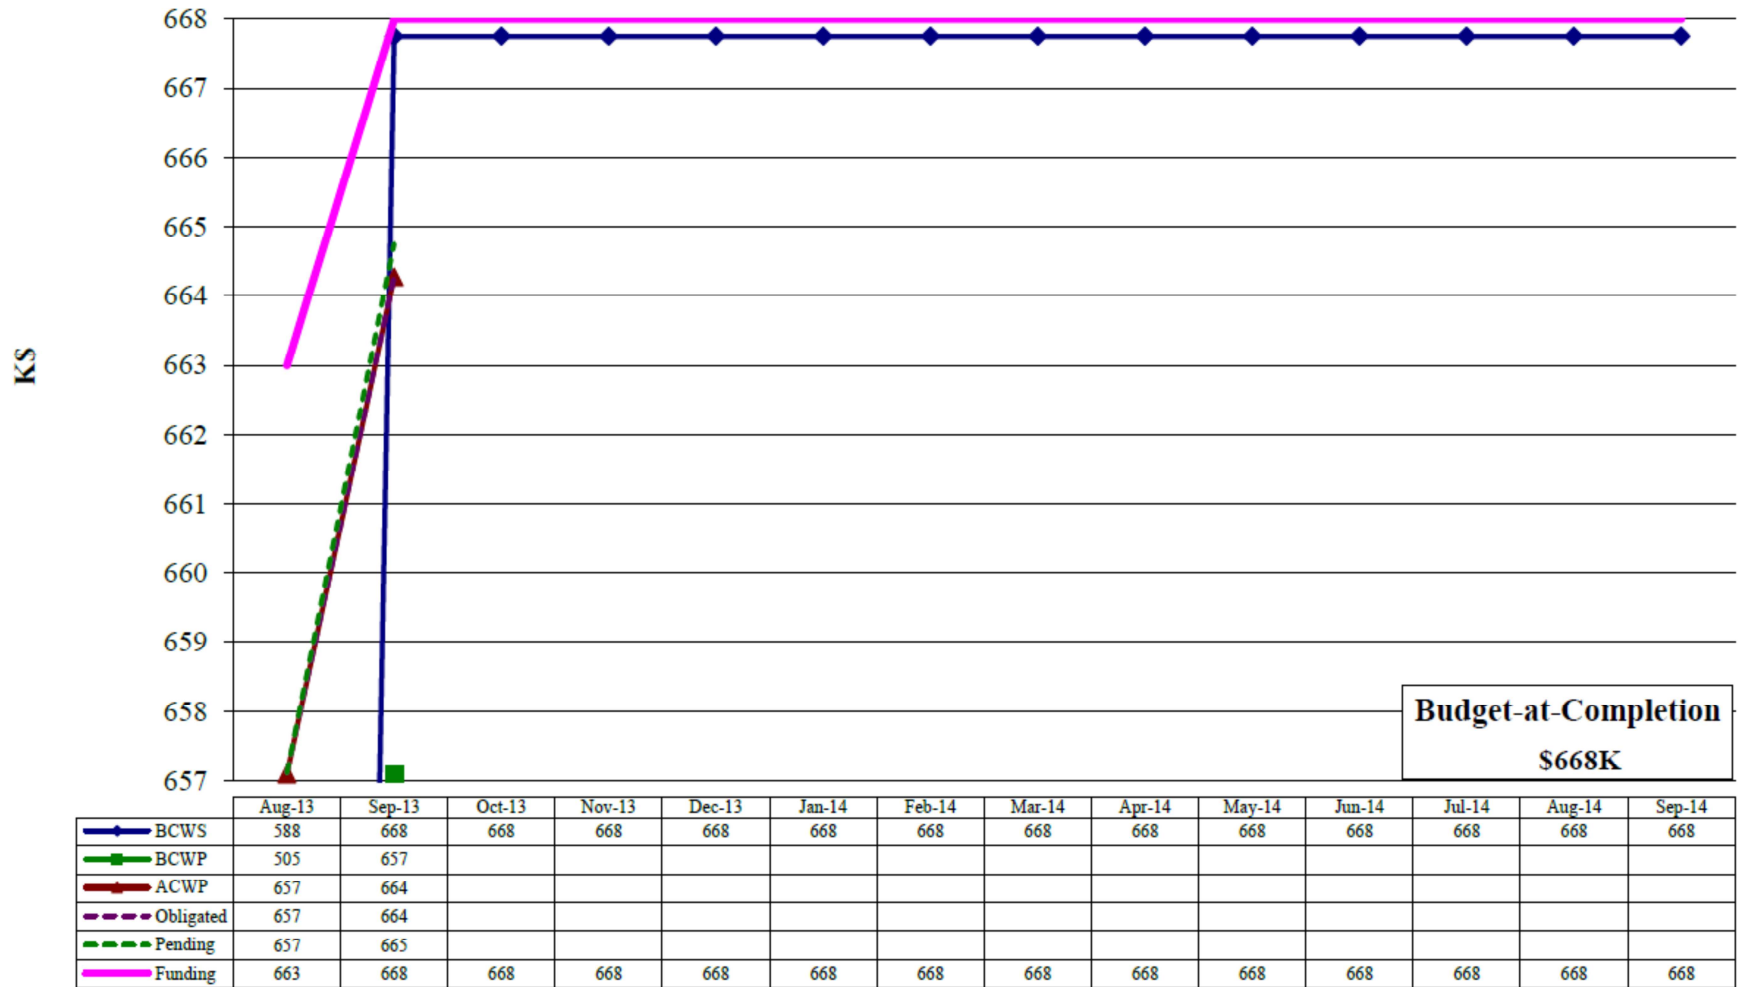 668
667
666
665
664
663
662
661
660
659
658
657
KS
Budget-at-Completion
$668K
Aug-13 Sep-13 Oct-13 Nov-13 Dec-13 Jan-14 Feb-14 Mar-14 Apr-14 May-14 Jun-14 Jul-14 Aug-14 Sep-14
BCWS 588 668 668 668 668 668 668 668 668 668 668 668 668 668
BCWP 505 657
ACWP 657 664
Obligated 657 664
Pending 657 665
Funding 663 668 668 668 668 668 668 668 668 668 668 668 668 668